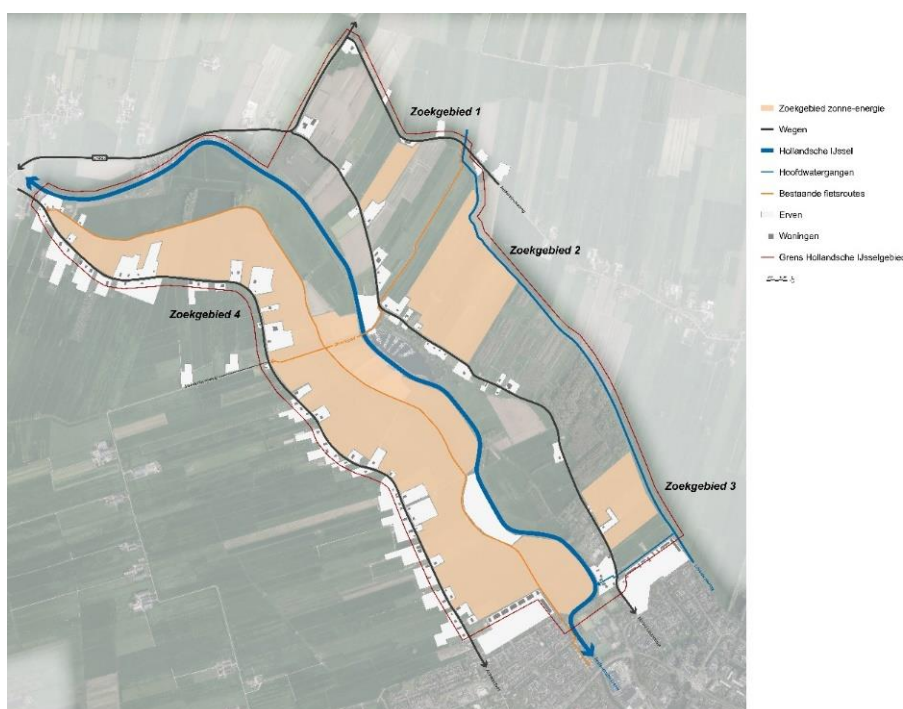 Zoekgebied 1
Zoekgebied 2
Zoekgebied 3
Zoekgebied 4
Zoekgebied zonne-energie
Wegen
Hollandsche IJssel
Hoofdwatergangen
Bestaande fietsroutes
Erven
Woningen
Grens Hollandsche IJsselgebied